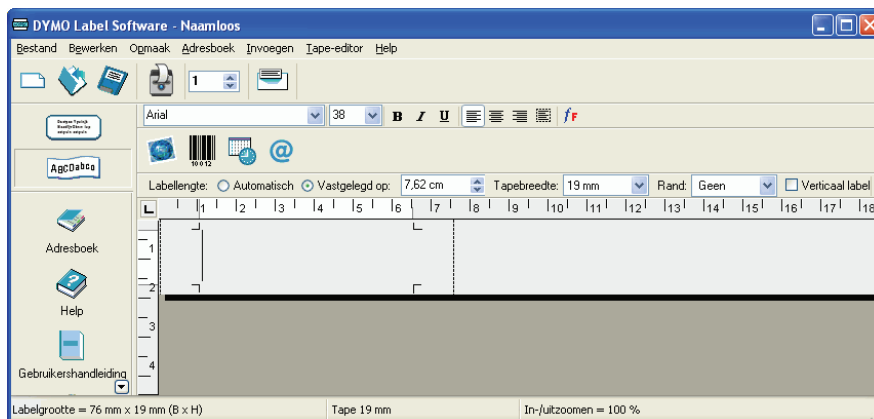 DYMO Label Software - Naamloos
Bestand Bewerken Opmaak Adresboek Invoegen Tape-editor Help
1
Arial 38 B I U fF
ABCDabcd
10012
@
Labellengte: Automatisch Vastgelegd op: 7,62 cm Tapebreedte: 19 mm Rand: Geen Verticaal label
L 1 2 3 4 5 6 7 8 9 10 11 12 13 14 15 16 17 18
1
2
3
4
Adresboek
Help
Gebruikershandleiding
Labelgrootte = 76 mm x 19 mm (B x H) Tape 19 mm In-/uitzoomen = 100 %